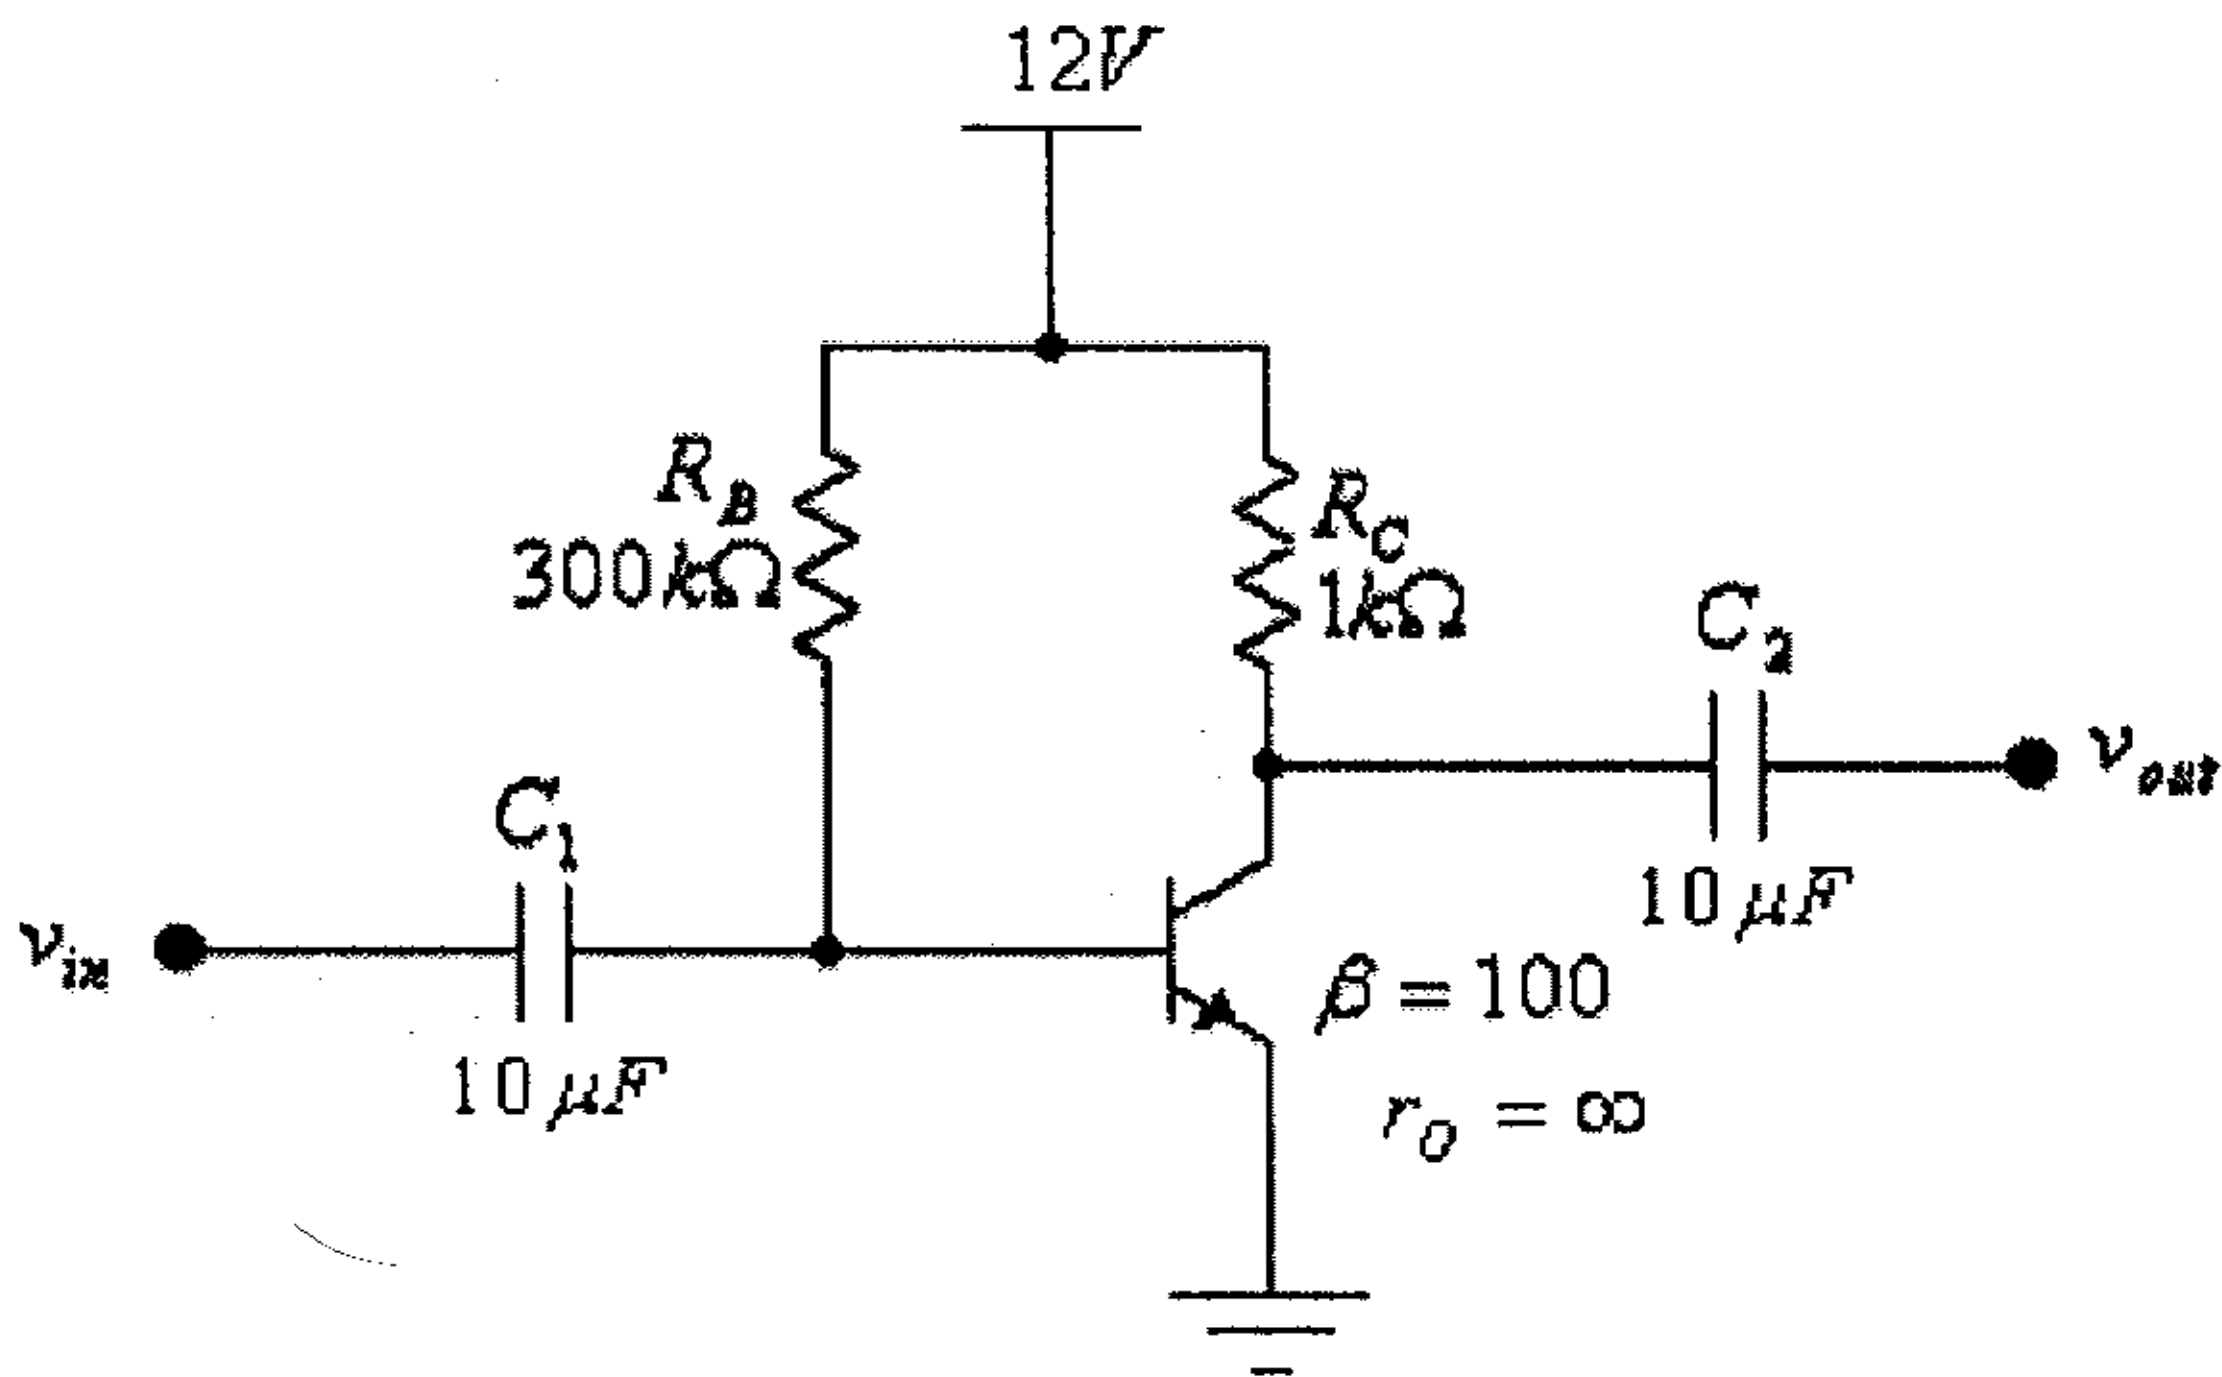 12V
R_B
300kΩ
R_C
1kΩ
C_2
v_out
10μF
C_1
v_in
10μF
β=100
r_O = ∞